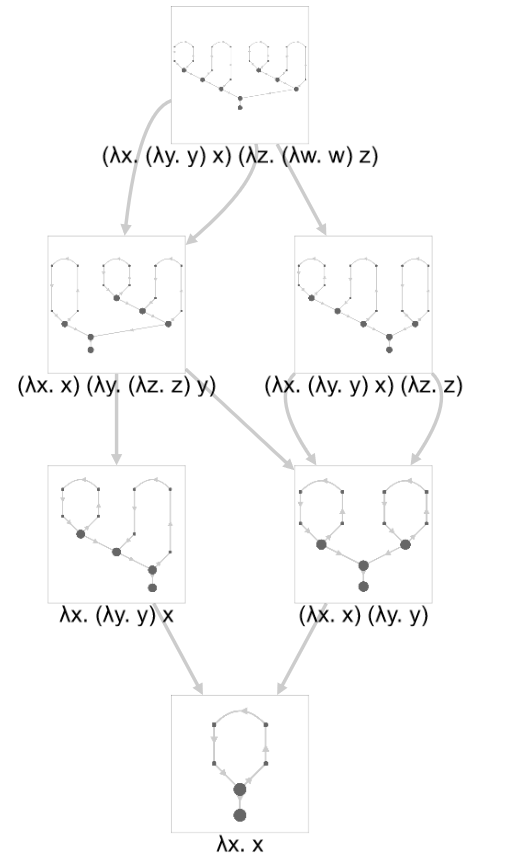 (λx. (λy. y) x) (λz. (λw. w) z)
(λx. x) (λy. (λz. z) y)
(λx. (λy. y) x) (λz. z)
λx. (λy. y) x
(λx. x) (λy. y)
λx. x